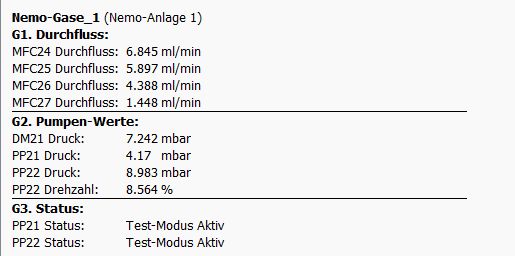 Nemo-Gase_1 (Nemo-Anlage 1)
G1. Durchfluss:
MFC24 Durchfluss: 6.845 ml/min
MFC25 Durchfluss: 5.897 ml/min
MFC26 Durchfluss: 4.388 ml/min
MFC27 Durchfluss: 1.448 ml/min
G2. Pumpen-Werte:
DM21 Druck: 7.242 mbar
PP21 Druck: 4.17 mbar
PP22 Druck: 8.983 mbar
PP22 Drehzahl: 8.564 %
G3. Status:
PP21 Status: Test-Modus Aktiv
PP22 Status: Test-Modus Aktiv